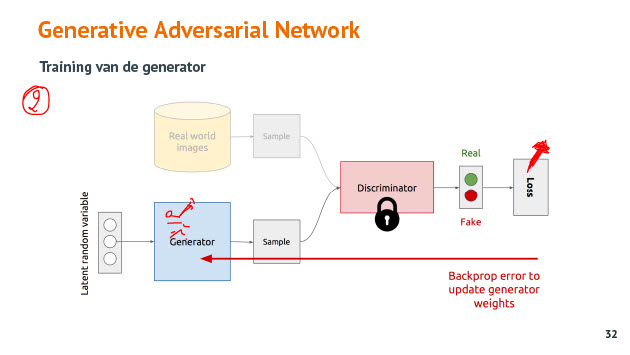 Generative Adversarial Network
Training van de generator
Real world
images
Sample
Real
Discriminator
Loss
Fake
Latent random variable
Generator
Sample
Backprop error to
update generator
weights
32